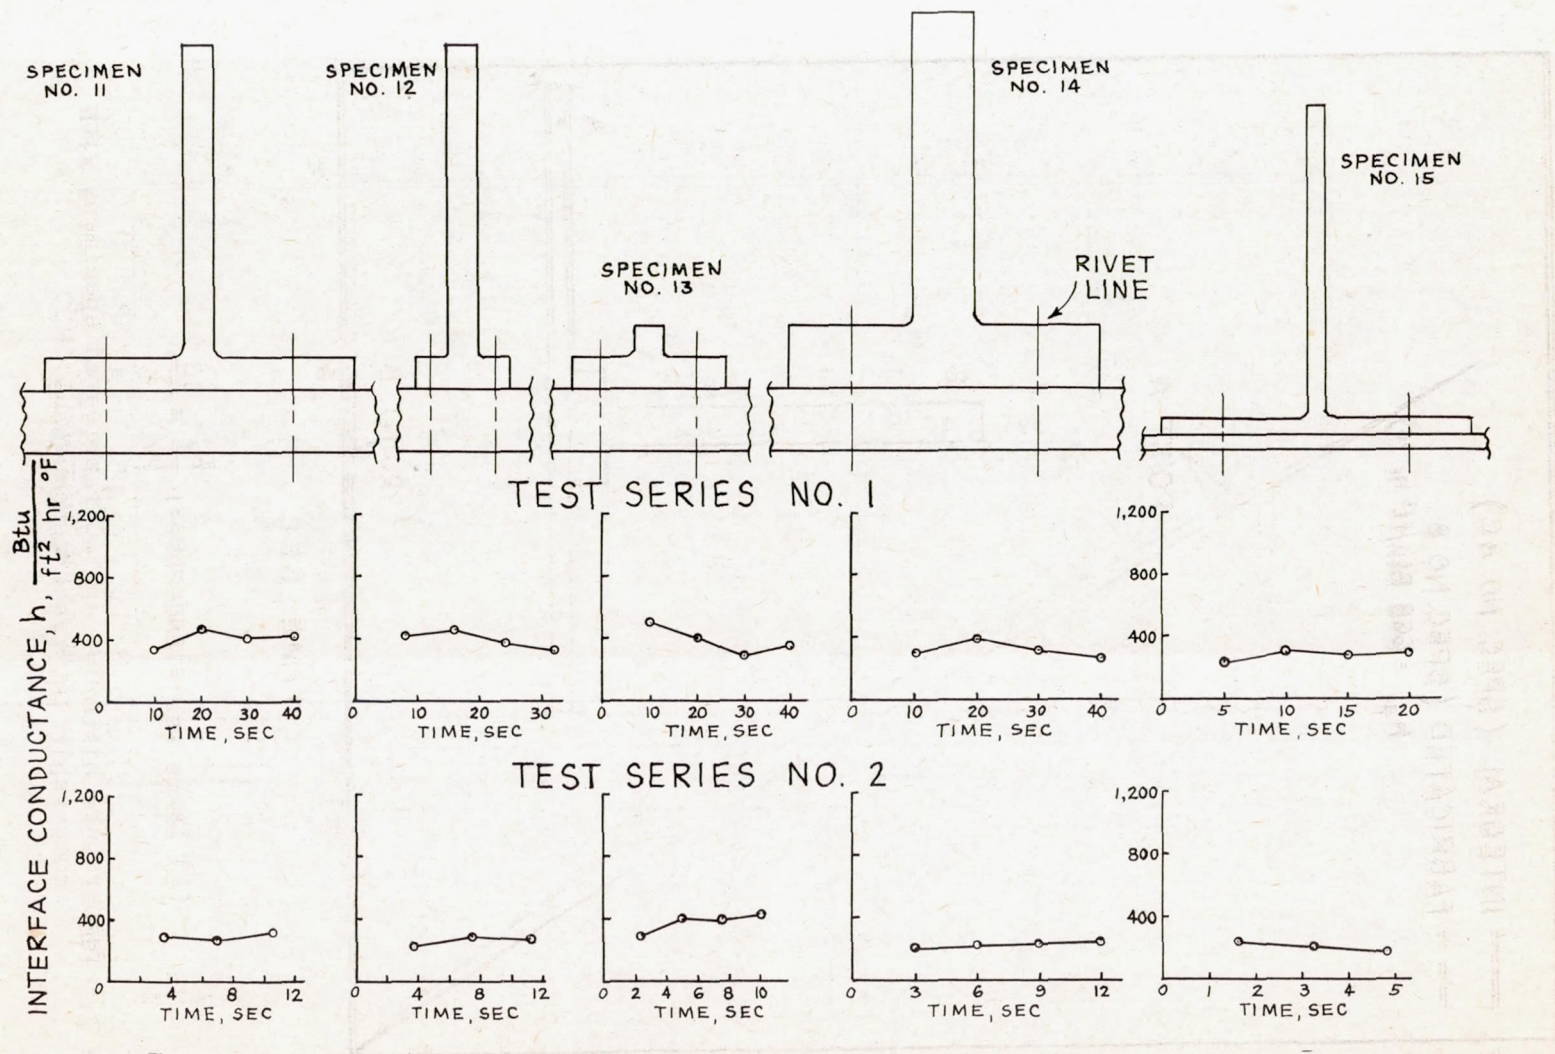 SPECIMEN
NO. 11
SPECIMEN
NO. 12
SPECIMEN
NO. 13
SPECIMEN
NO. 14
SPECIMEN
NO. 15
RIVET
LINE
INTERFACE CONDUCTANCE, h, Btu / ft² hr °F
TEST SERIES NO. 1
1,200
800
400
0
10 20 30 40
TIME, SEC
0 10 20 30
TIME, SEC
0 10 20 30 40
TIME, SEC
0 10 20 30 40
TIME, SEC
1,200
800
400
0 5 10 15 20
TIME, SEC
TEST SERIES NO. 2
1,200
800
400
0
4 8 12
TIME, SEC
0 4 8 12
TIME, SEC
0 2 4 6 8 10
TIME, SEC
0 3 6 9 12
TIME, SEC
1,200
800
400
0 1 2 3 4 5
TIME, SEC